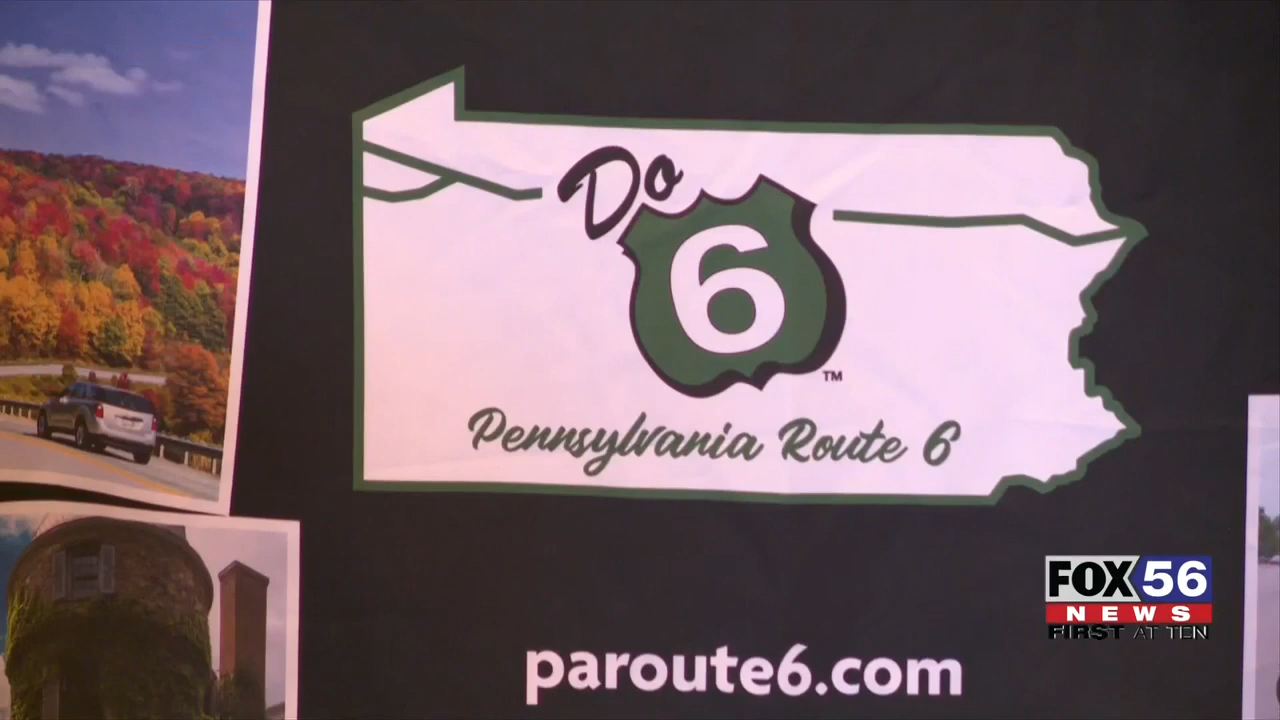 Do
6
TM
Pennsylvania Route 6
paroute6.com
FOX 56
NEWS
FIRST AT TEN